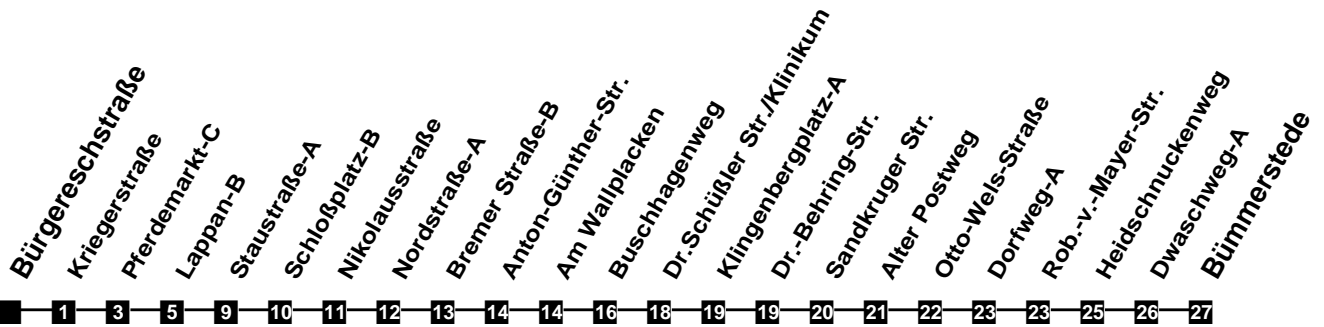 Bürgereschstraße
Kriegerstraße
Pferdemarkt-C
Lappan-B
Staustraße-A
Schloßplatz-B
Nikolausstraße
Nordstraße-A
Bremer Straße-B
Anton-Günther-Str.
Am Wallplacken
Buschhagenweg
Dr.Schüßler Str./Klinikum
Klingenbergplatz-A
Dr.-Behring-Str.
Sandkruger Str.
Alter Postweg
Otto-Wels-Straße
Dorfweg-A
Rob.-v.-Mayer-Str.
Heidschnuckenweg
Dwaschweg-A
Bümmerstede
1 3 5 9 10 11 12 13 14 14 16 18 19 19 20 21 22 23 23 25 26 27